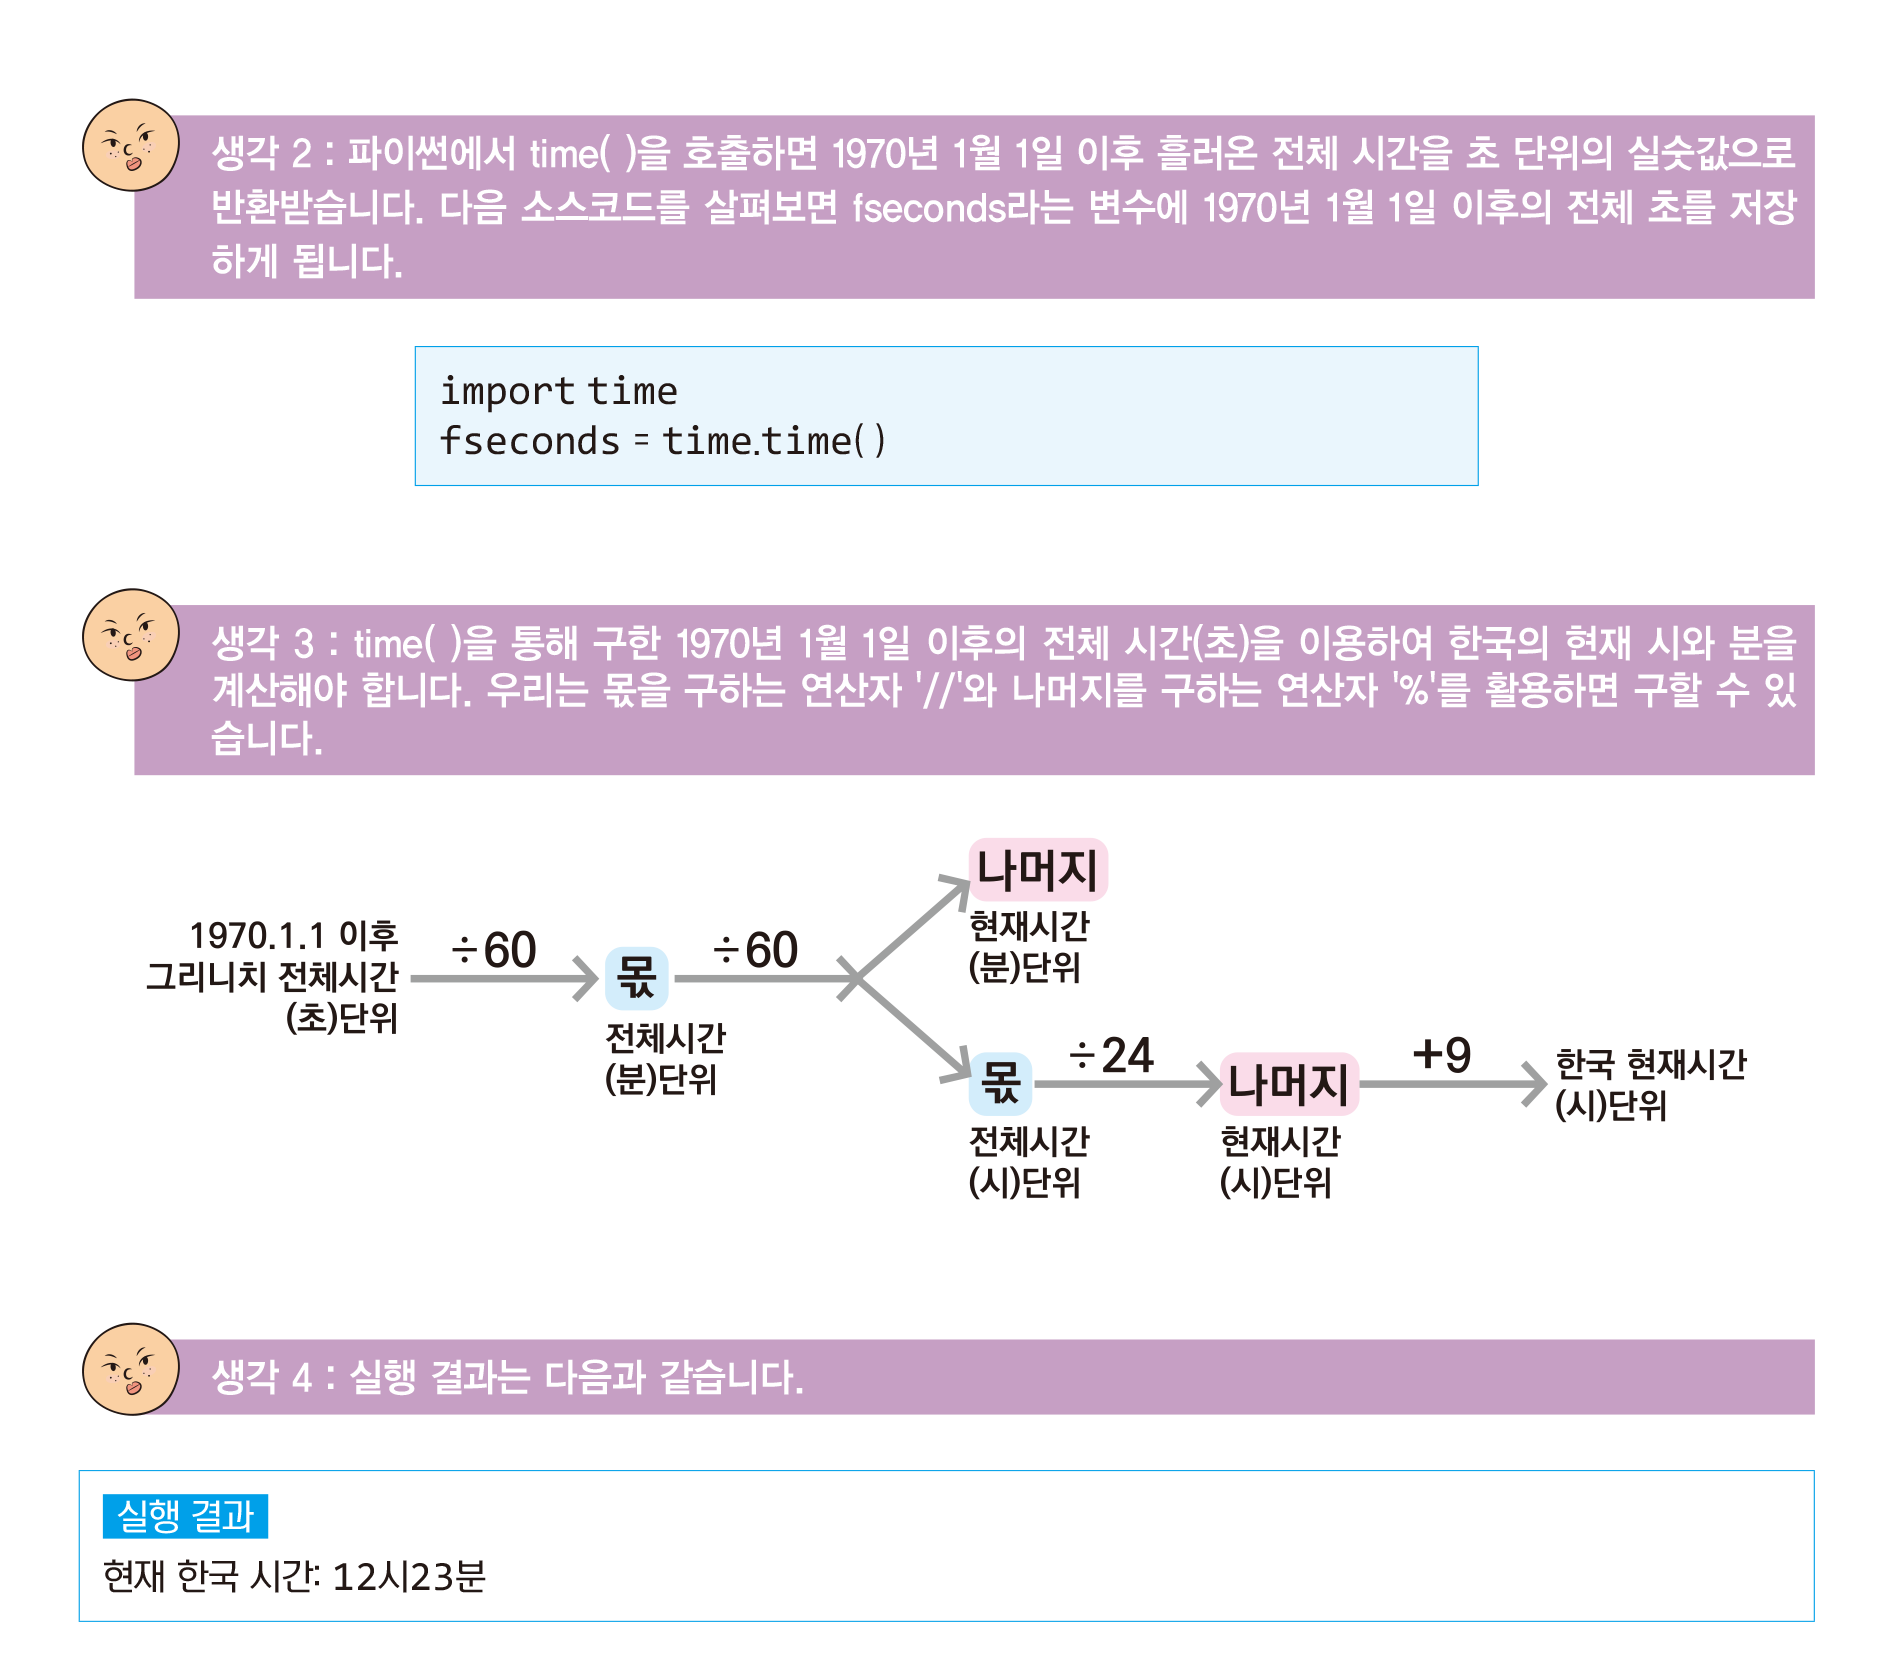 생각 2 : 파이썬에서 time( )을 호출하면 1970년 1월 1일 이후 흘러온 전체 시간을 초 단위의 실숫값으로
반환받습니다. 다음 소스코드를 살펴보면 fseconds라는 변수에 1970년 1월 1일 이후의 전체 초를 저장
하게 됩니다.
import time
fseconds = time.time()
생각 3 : time( )을 통해 구한 1970년 1월 1일 이후의 전체 시간(초)을 이용하여 한국의 현재 시와 분을
계산해야 합니다. 우리는 몫을 구하는 연산자 '//'와 나머지를 구하는 연산자 '%'를 활용하면 구할 수 있
습니다.
1970.1.1 이후
그리니치 전체시간
(초)단위
÷60
몫
전체시간
(분)단위
÷60
나머지
현재시간
(분)단위
몫
전체시간
(시)단위
÷24
나머지
현재시간
(시)단위
+9
한국 현재시간
(시)단위
생각 4 : 실행 결과는 다음과 같습니다.
실행 결과
현재 한국 시간: 12시23분